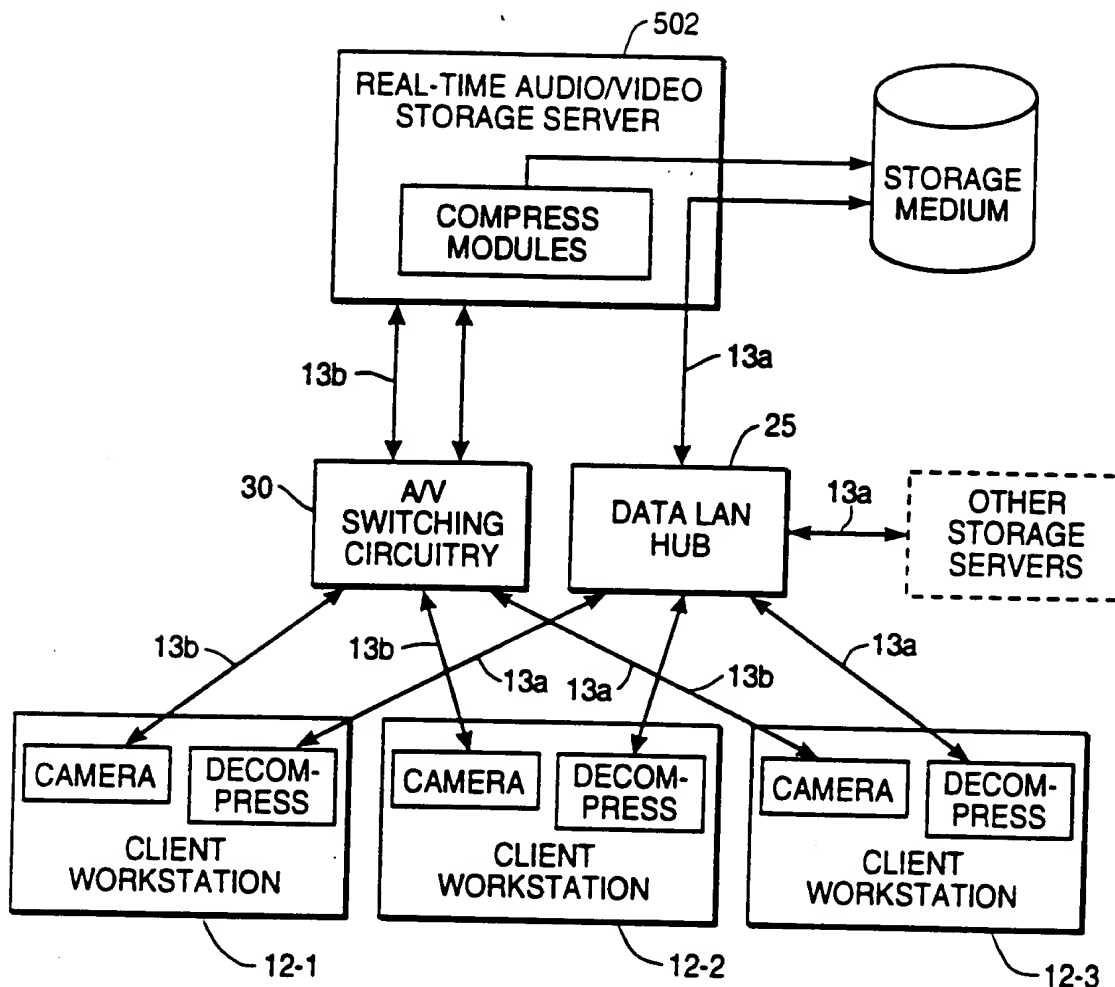 502
REAL-TIME AUDIO/VIDEO
STORAGE SERVER
COMPRESS
MODULES
STORAGE
MEDIUM
13b
13a
25
30
A/V
SWITCHING
CIRCUITRY
DATA LAN
HUB
13a
OTHER
STORAGE
SERVERS
13b
13b
13a
13a
13b
13a
CAMERA
DECOM-
PRESS
CLIENT
WORKSTATION
CAMERA
DECOM-
PRESS
CLIENT
WORKSTATION
CAMERA
DECOM-
PRESS
CLIENT
WORKSTATION
12-1
12-2
12-3